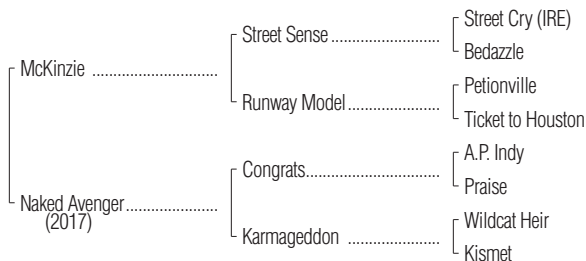 Street Cry (IRE)
Street Sense ........................
Bedazzle
McKinzie ............................
Petionville
Runway Model .......................
Ticket to Houston
A.P. Indy
Congrats ............................
Praise
Naked Avenger ......................
(2017)
Wildcat Heir
Karmageddon ........................
Kismet